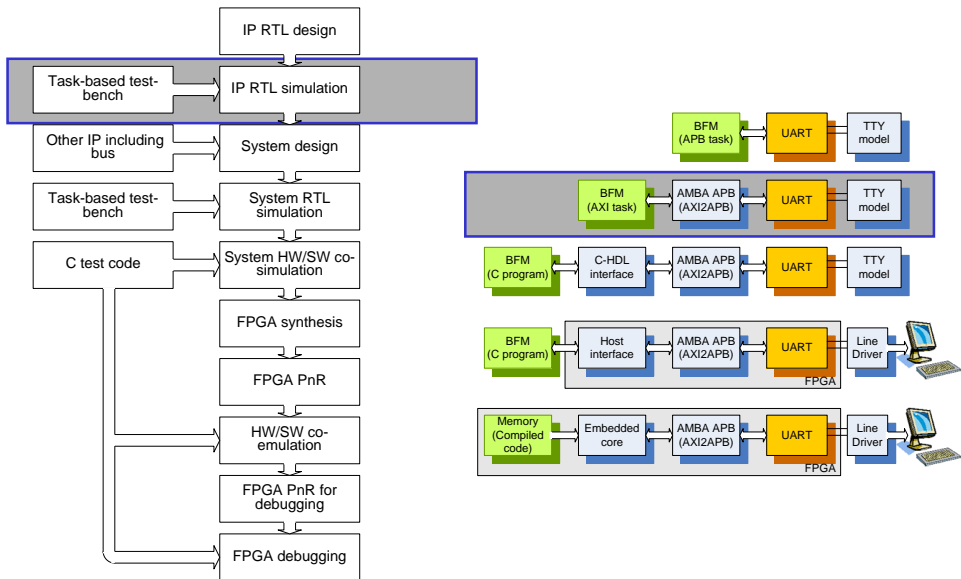 IP RTL design
Task-based test-
bench
IP RTL simulation
Other IP including
bus
System design
Task-based test-
bench
System RTL
simulation
C test code
System HW/SW co-
simulation
FPGA synthesis
FPGA PnR
HW/SW co-
emulation
FPGA PnR for
debugging
FPGA debugging
BFM
(APB task)
UART
TTY
model
BFM
(AXI task)
AMBA APB
(AXI2APB)
UART
TTY
model
BFM
(C program)
C-HDL
interface
AMBA APB
(AXI2APB)
UART
TTY
model
BFM
(C program)
Host
interface
AMBA APB
(AXI2APB)
UART
Line
Driver
FPGA
Memory
(Compiled
code)
Embedded
core
AMBA APB
(AXI2APB)
UART
Line
Driver
FPGA